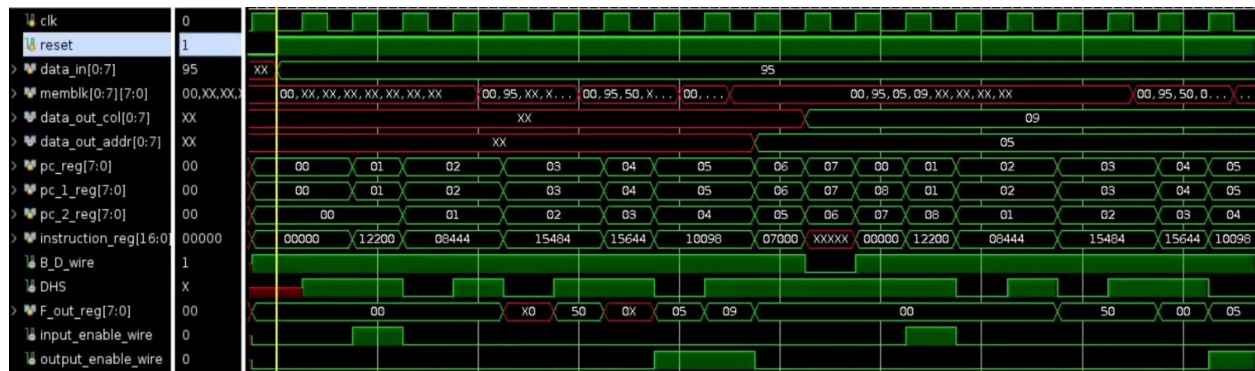 clk 0
reset 1
data_in[0:7] 95 XX 95
memblk[0:7][7:0] 00,XX,XX,X 00,XX,XX,XX,XX,XX,XX,XX 00,95,XX,X... 00,95,50,X... 00,... 00,95,05,09,XX,XX,XX,XX 00,95,50,0... ...
data_out_col[0:7] XX XX 09
data_out_addr[0:7] XX XX 05
pc_reg[7:0] 00 00 01 02 03 04 05 06 07 00 01 02 03 04 05
pc_1_reg[7:0] 00 00 01 02 03 04 05 06 07 08 01 02 03 04 05
pc_2_reg[7:0] 00 00 01 02 03 04 05 06 07 08 01 02 03 04
instruction_reg[16:0] 00000 00000 12200 08444 15484 15644 10098 07000 XXXXX 00000 12200 08444 15484 15644 10098
B_D_wire 1
DHS X
F_out_reg[7:0] 00 00 X0 50 0X 05 09 00 50 00 05
input_enable_wire 0
output_enable_wire 0